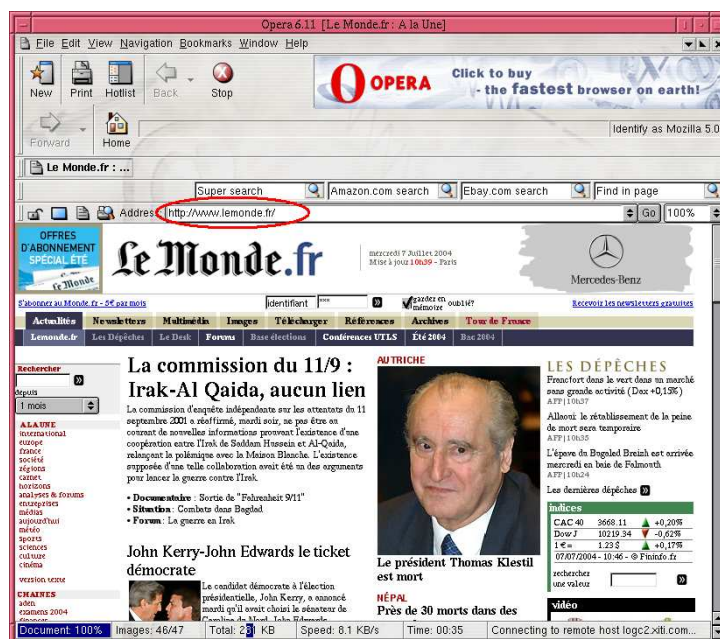 Opera 6.11 [Le Monde.fr : A la Une]
File Edit View Navigation Bookmarks Window Help
New Print Hotlist Back Stop
OPERA Click to buy - the fastest browser on earth!
Forward Home
Identify as Mozilla 5.0
Le Monde.fr : ...
Super search Amazon.com search Ebay.com search Find in page
Address http://www.lemonde.fr/ Go 100%
OFFRES D'ABONNEMENT SPÉCIAL ÉTÉ
Le Monde
Le Monde.fr
mercredi 7 Juillet 2004
Mise à jour 10h39 - Paris
Mercedes-Benz
S'abonner au Monde.fr - 5€ par mois
identifiant *** garder en mémoire oublié?
Recevoir les newsletters gratuites
Actualités Newsletters Multimédia Images Télécharger Références Archives Tour de France
Lemonde.fr Les Dépêches Le Desk Forums Base élections Conférences UTLS Été 2004 Bac 2004
Rechercher
depuis
1 mois
A LA UNE
international
europe
france
société
régions
carnet
horizons
analyses & forums
entreprises
médias
aujourd'hui
météo
sports
sciences
culture
cinéma
version texte
CHAINES
aden
examens 2004
finances
La commission du 11/9 :
Irak-Al Qaida, aucun lien
La commission d'enquête indépendante sur les attentats du 11
septembre 2001 a réaffirmé, mardi soir, ne pas être au
courant de nouvelles informations prouvant l'existence d'une
coopération entre l'Irak de Saddam Hussein et Al-Qaida,
relançant la polémique avec la Maison Blanche. L'existence
supposée d'une telle collaboration avait été un des arguments
pour lancer la guerre contre l'Irak.
• Documentaire : Sortie de "Fahrenheit 9/11"
• Situation : Combats dans Bagdad
• Forum : La guerre en Irak
John Kerry-John Edwards le ticket
démocrate
Le candidat démocrate à l'élection
présidentielle, John Kerry, a annoncé
mardi qu'il avait choisi le sénateur de
Caroline du Nord, John Edwards,
AUTRICHE
Le président Thomas Klestil
est mort
NÉPAL
Près de 30 morts dans des
LES DÉPÊCHES
Francfort dans le vert dans un marché
sans grande activité (Dax +0,15%)
AFP | 10h37
Allaoui: le rétablissement de la peine
de mort sera temporaire
AFP | 10h35
L'épave du Bugaled Breizh est arrivée
mercredi en baie de Falmouth
AFP | 10h24
Les dernières dépêches
indices
CAC 40 3668.11 +0,20%
Dow J 10219.34 -0,62%
1 € = 1.23 $ +0,17%
07/07/2004 - 10:46 - © Fininfo.fr
rechercher
une valeur
vidéo
Document: 100% Images: 46/47 Total: 281 KB Speed: 8.1 KB/s Time: 00:35 Connecting to remote host logc2.xiti.com...